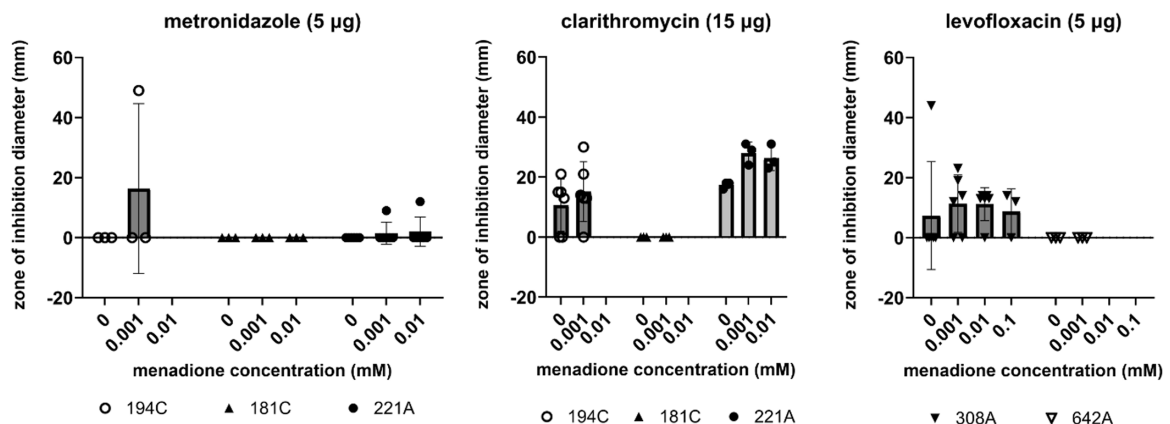 metronidazole (5 µg)
zone of inhibition diameter (mm)
60
40
20
0
-20
0
0.001
0.01
0
0.001
0.01
0
0.001
0.01
menadione concentration (mM)
194C
181C
221A
clarithromycin (15 µg)
zone of inhibition diameter (mm)
60
40
20
0
-20
0
0.001
0.01
0
0.001
0.01
0
0.001
0.01
menadione concentration (mM)
194C
181C
221A
levofloxacin (5 µg)
zone of inhibition diameter (mm)
60
40
20
0
-20
0
0.001
0.01
0.1
0
0.001
0.01
0.1
menadione concentration (mM)
308A
642A